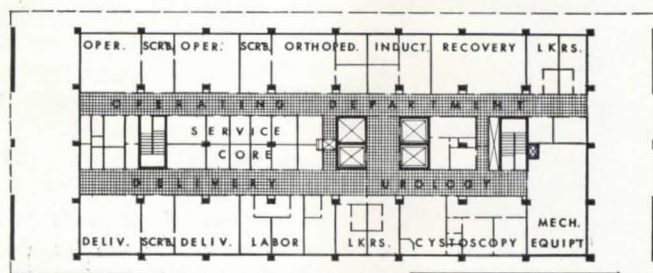 OPER. SCRB. OPER. SCRB. ORTHOPED. INDUCT. RECOVERY LKRS.
OPERATING DEPARTMENT
SERVICE
CORE
DELIVERY UROLOGY
MECH.
DELIV. SCRB. DELIV. LABOR LKRS. CYSTOSCOPY EQUIP'T